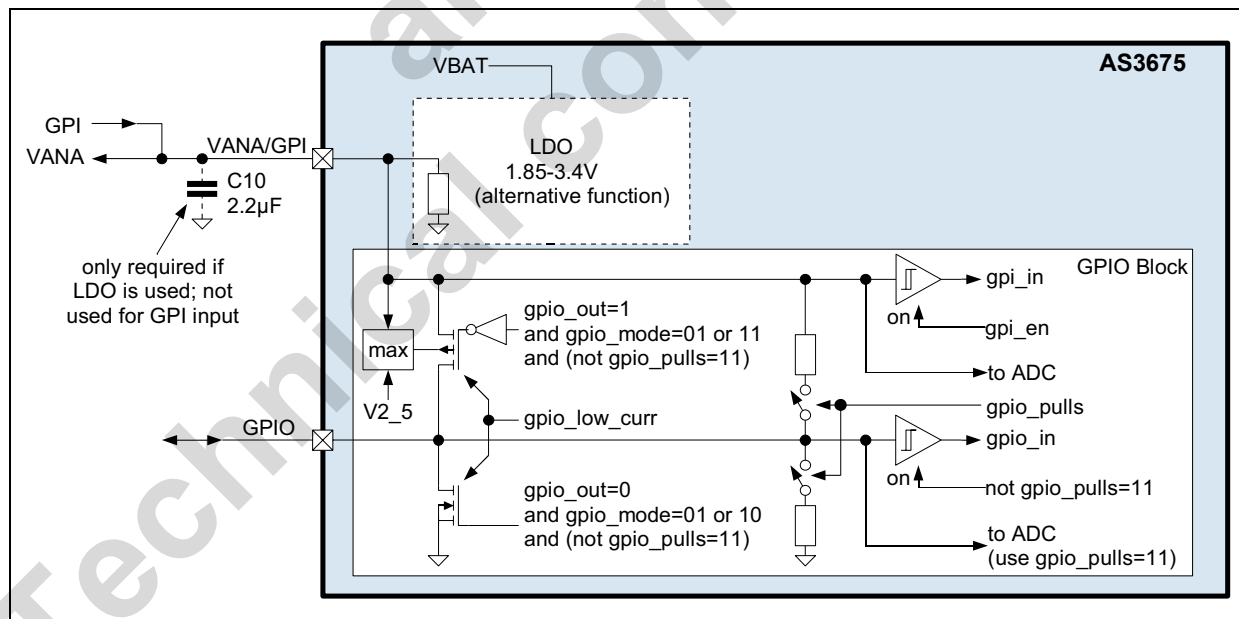 AS3675
VBAT
LDO
1.85-3.4V
(alternative function)
GPI
VANA
VANA/GPI
C10
2.2µF
only required if
LDO is used; not
used for GPI input
GPIO Block
gpi_in
on
gpi_en
to ADC
gpio_out=1
and gpio_mode=01 or 11
and (not gpio_pulls=11)
max
V2_5
gpio_low_curr
gpio_pulls
GPIO
gpio_in
on
not gpio_pulls=11
gpio_out=0
and gpio_mode=01 or 10
and (not gpio_pulls=11)
to ADC
(use gpio_pulls=11)
Technical con